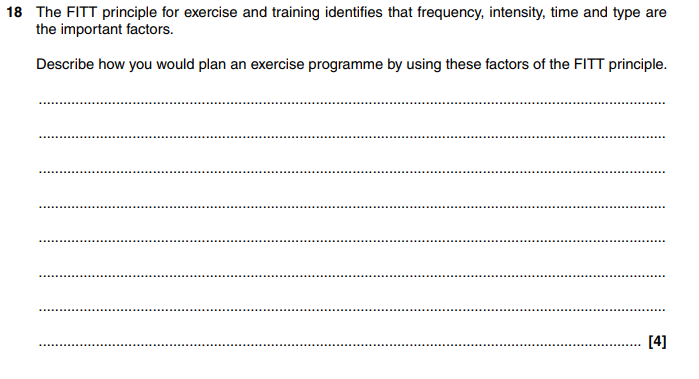 18 The FITT principle for exercise and training identifies that frequency, intensity, time and type are
the important factors.
Describe how you would plan an exercise programme by using these factors of the FITT principle.
[4]